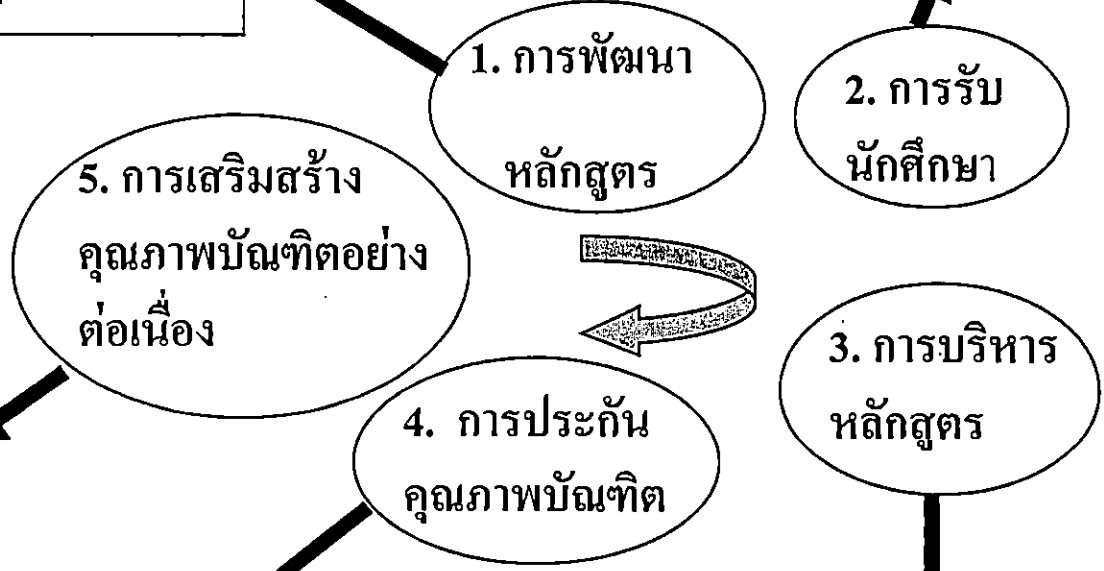 1. การพัฒนา
หลักสูตร
2. การรับ
นักศึกษา
3. การบริหาร
หลักสูตร
4. การประกัน
คุณภาพบัณฑิต
5. การเสริมสร้าง
คุณภาพบัณฑิตอย่าง
ต่อเนื่อง